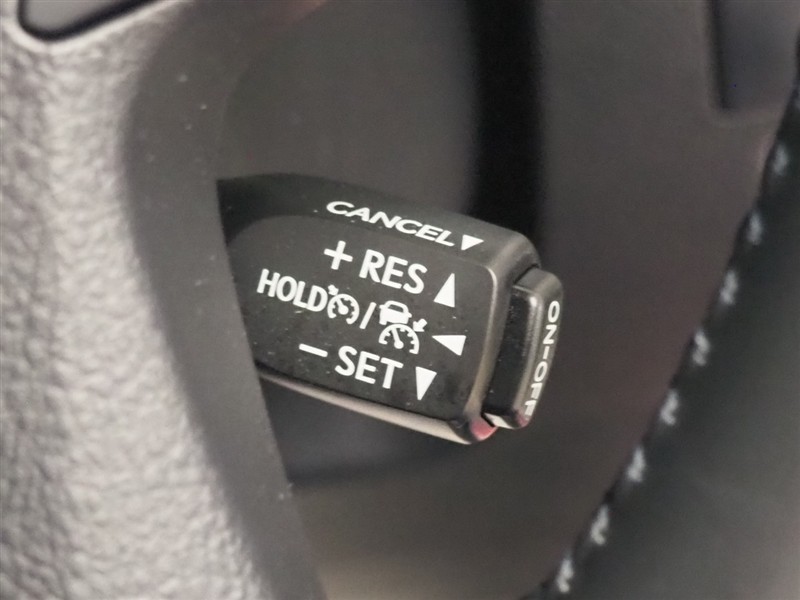 CANCEL▼
+ RES ▲
HOLD / ◀
− SET ▼
ON-OFF